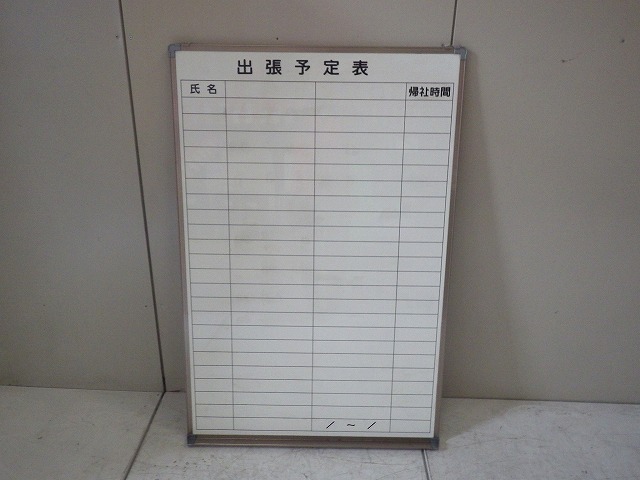 出張予定表
氏名 帰社時間
／ ～ ／